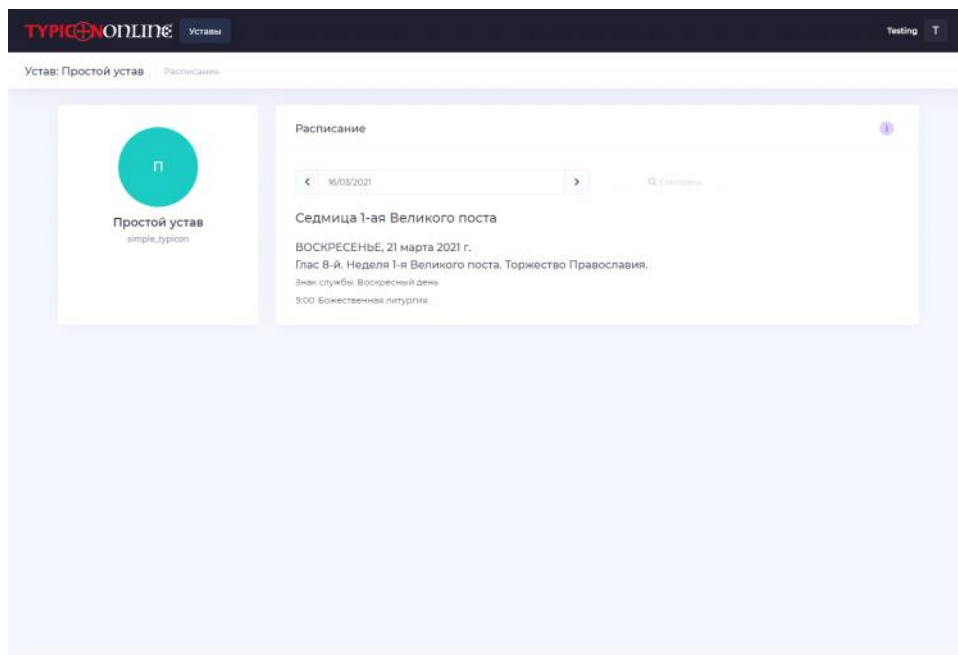 TYPICONONLINE Уставы Testing T
Устав: Простой устав Расписание
П
Простой устав
simple_typicon
Расписание
16/03/2021 Смотреть
Седмица 1-ая Великого поста
ВОСКРЕСЕНЬЕ, 21 марта 2021 г.
Глас 8-й. Неделя 1-я Великого поста. Торжество Православия.
Знак службы: Воскресный день
9:00 Божественная литургия.